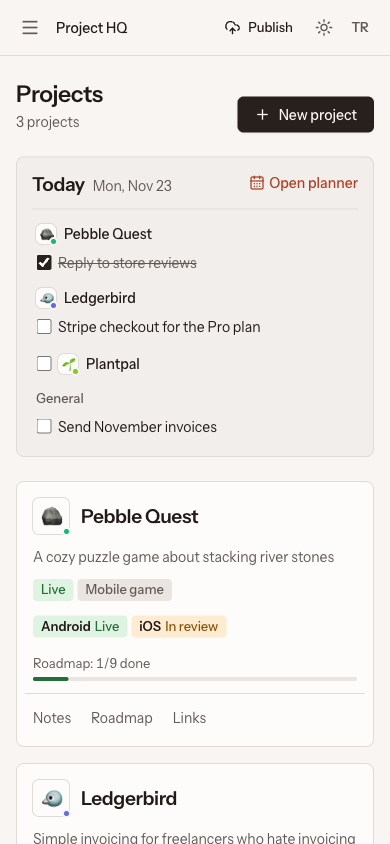 Project HQ
Publish
TR
Projects
3 projects
New project
Today Mon, Nov 23
Open planner
Pebble Quest
Reply to store reviews
Ledgerbird
Stripe checkout for the Pro plan
Plantpal
General
Send November invoices
Pebble Quest
A cozy puzzle game about stacking river stones
Live Mobile game
Android Live iOS In review
Roadmap: 1/9 done
Notes Roadmap Links
Ledgerbird
Simple invoicing for freelancers who hate invoicing